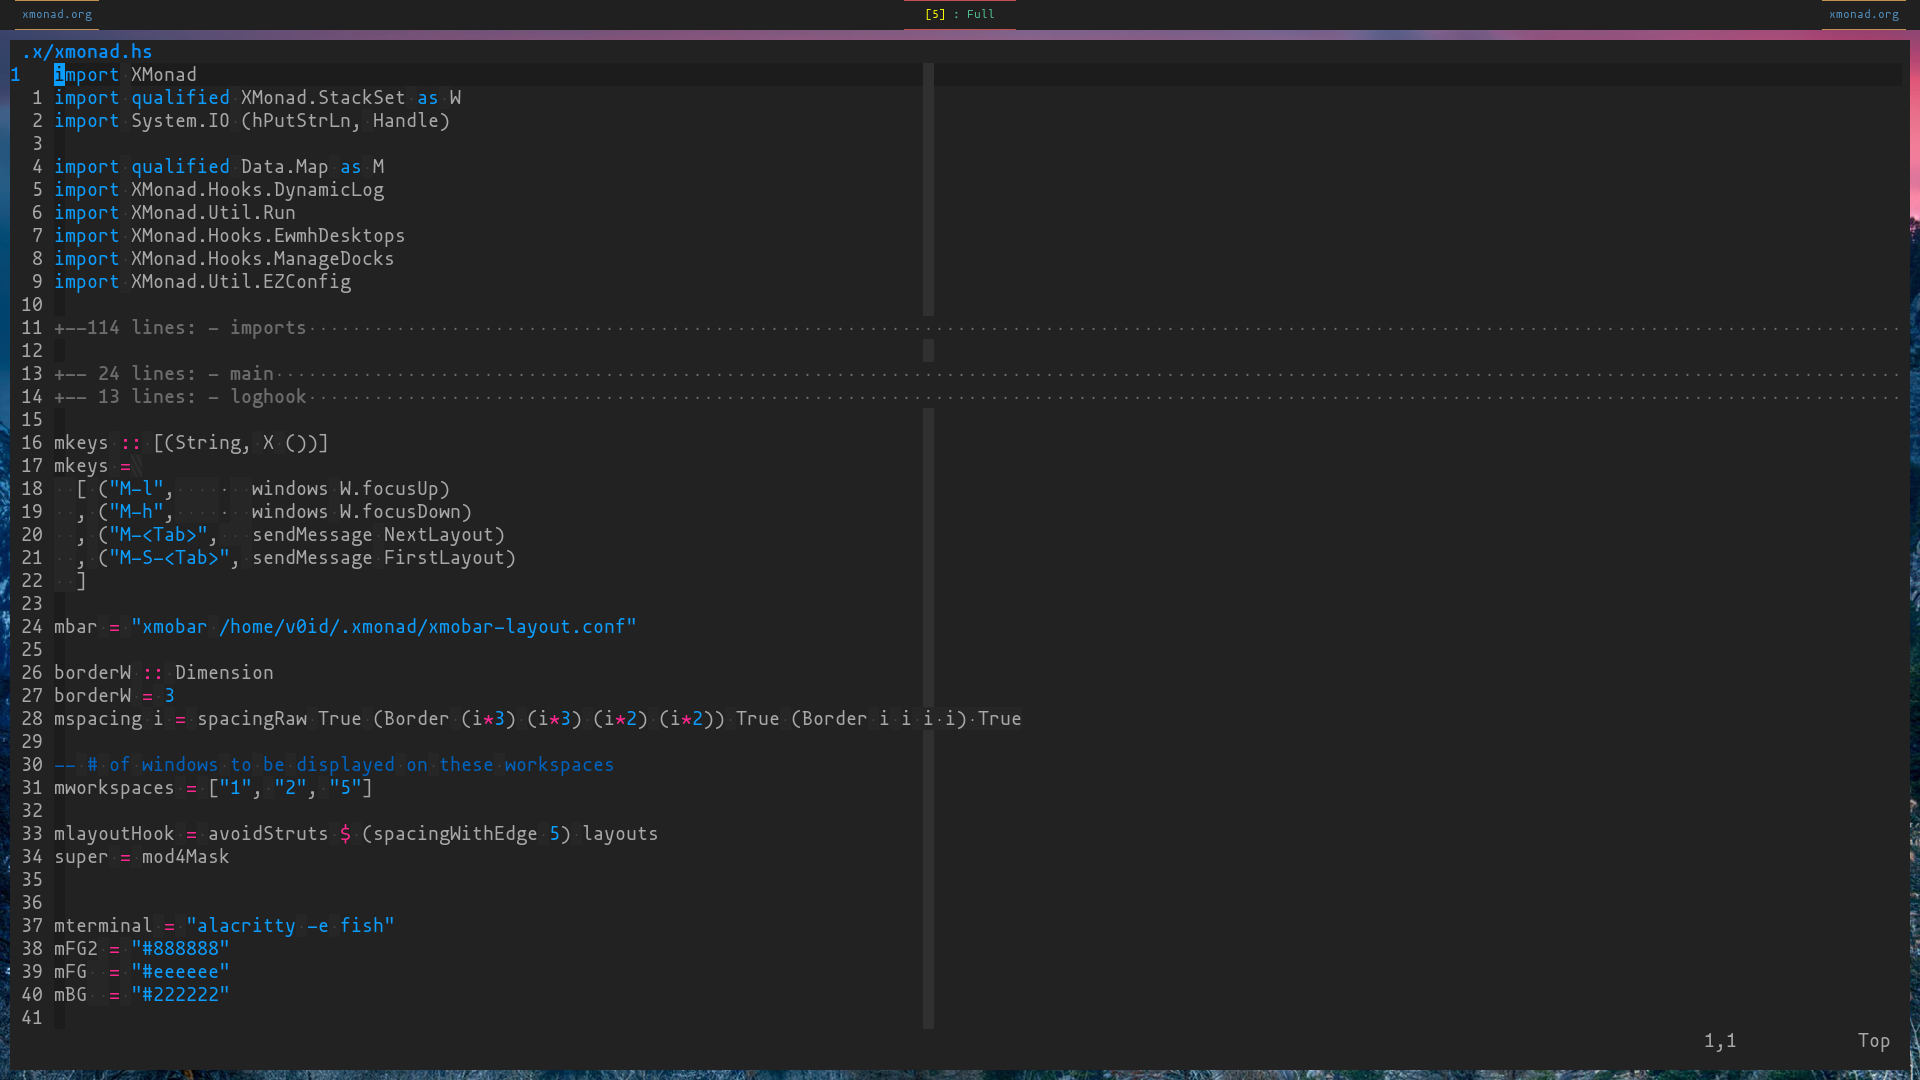 xmonad.org [5] : Full xmonad.org
.x/xmonad.hs
1 import XMonad
1 import qualified XMonad.StackSet as W
2 import System.IO (hPutStrLn, Handle)
3
4 import qualified Data.Map as M
5 import XMonad.Hooks.DynamicLog
6 import XMonad.Util.Run
7 import XMonad.Hooks.EwmhDesktops
8 import XMonad.Hooks.ManageDocks
9 import XMonad.Util.EZConfig
10
11 +--114 lines: - imports
12
13 +-- 24 lines: - main
14 +-- 13 lines: - loghook
15
16 mkeys :: [(String, X ())]
17 mkeys =\
18 [ ("M-l", windows W.focusUp)
19 , ("M-h", windows W.focusDown)
20 , ("M-<Tab>", sendMessage NextLayout)
21 , ("M-S-<Tab>", sendMessage FirstLayout)
22 ]
23
24 mbar = "xmobar /home/v0id/.xmonad/xmobar-layout.conf"
25
26 borderW :: Dimension
27 borderW = 3
28 mspacing i = spacingRaw True (Border (i*3) (i*3) (i*2) (i*2)) True (Border i i i i) True
29
30 -- # of windows to be displayed on these workspaces
31 mworkspaces = ["1", "2", "5"]
32
33 mlayoutHook = avoidStruts $ (spacingWithEdge 5) layouts
34 super = mod4Mask
35
36
37 mterminal = "alacritty -e fish"
38 mFG2 = "#888888"
39 mFG = "#eeeeee"
40 mBG = "#222222"
41
1,1 Top